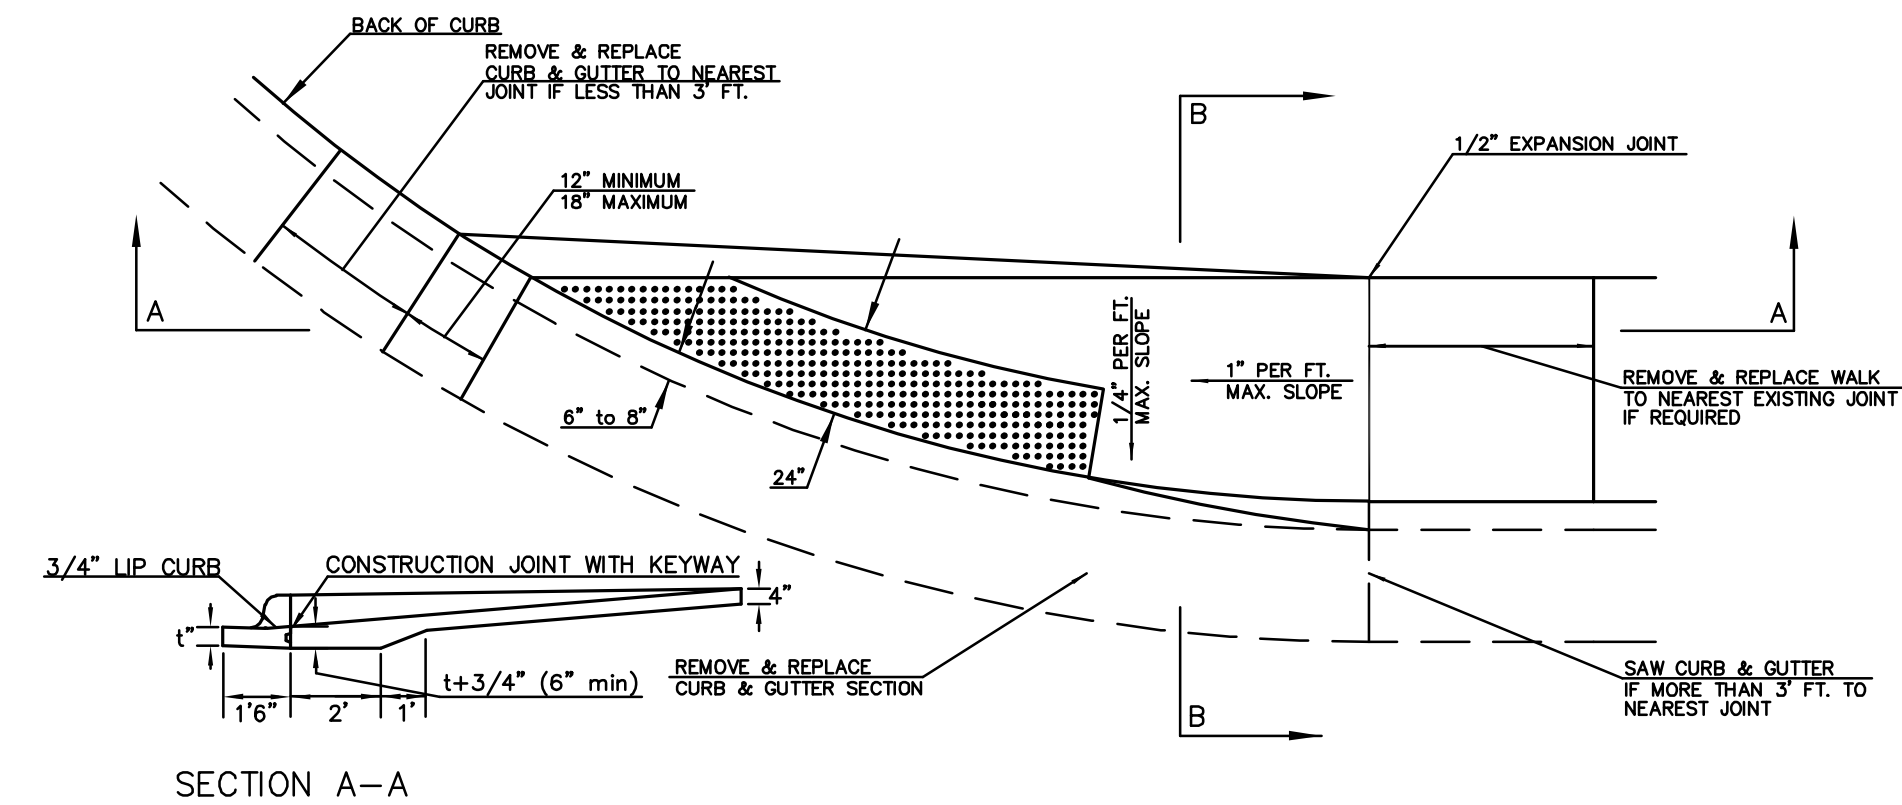 BACK OF CURB
REMOVE & REPLACE
CURB & GUTTER TO NEAREST
JOINT IF LESS THAN 3' FT.
12" MINIMUM
18" MAXIMUM
B
1/2" EXPANSION JOINT
A
A
1/4" PER FT.
MAX. SLOPE
1" PER FT.
MAX. SLOPE
REMOVE & REPLACE WALK
TO NEAREST EXISTING JOINT
IF REQUIRED
6" to 8"
24"
3/4" LIP CURB
CONSTRUCTION JOINT WITH KEYWAY
4"
t"
t+3/4" (6" min)
1'6"
2'
1'
REMOVE & REPLACE
CURB & GUTTER SECTION
B
SAW CURB & GUTTER
IF MORE THAN 3' FT. TO
NEAREST JOINT
SECTION A-A